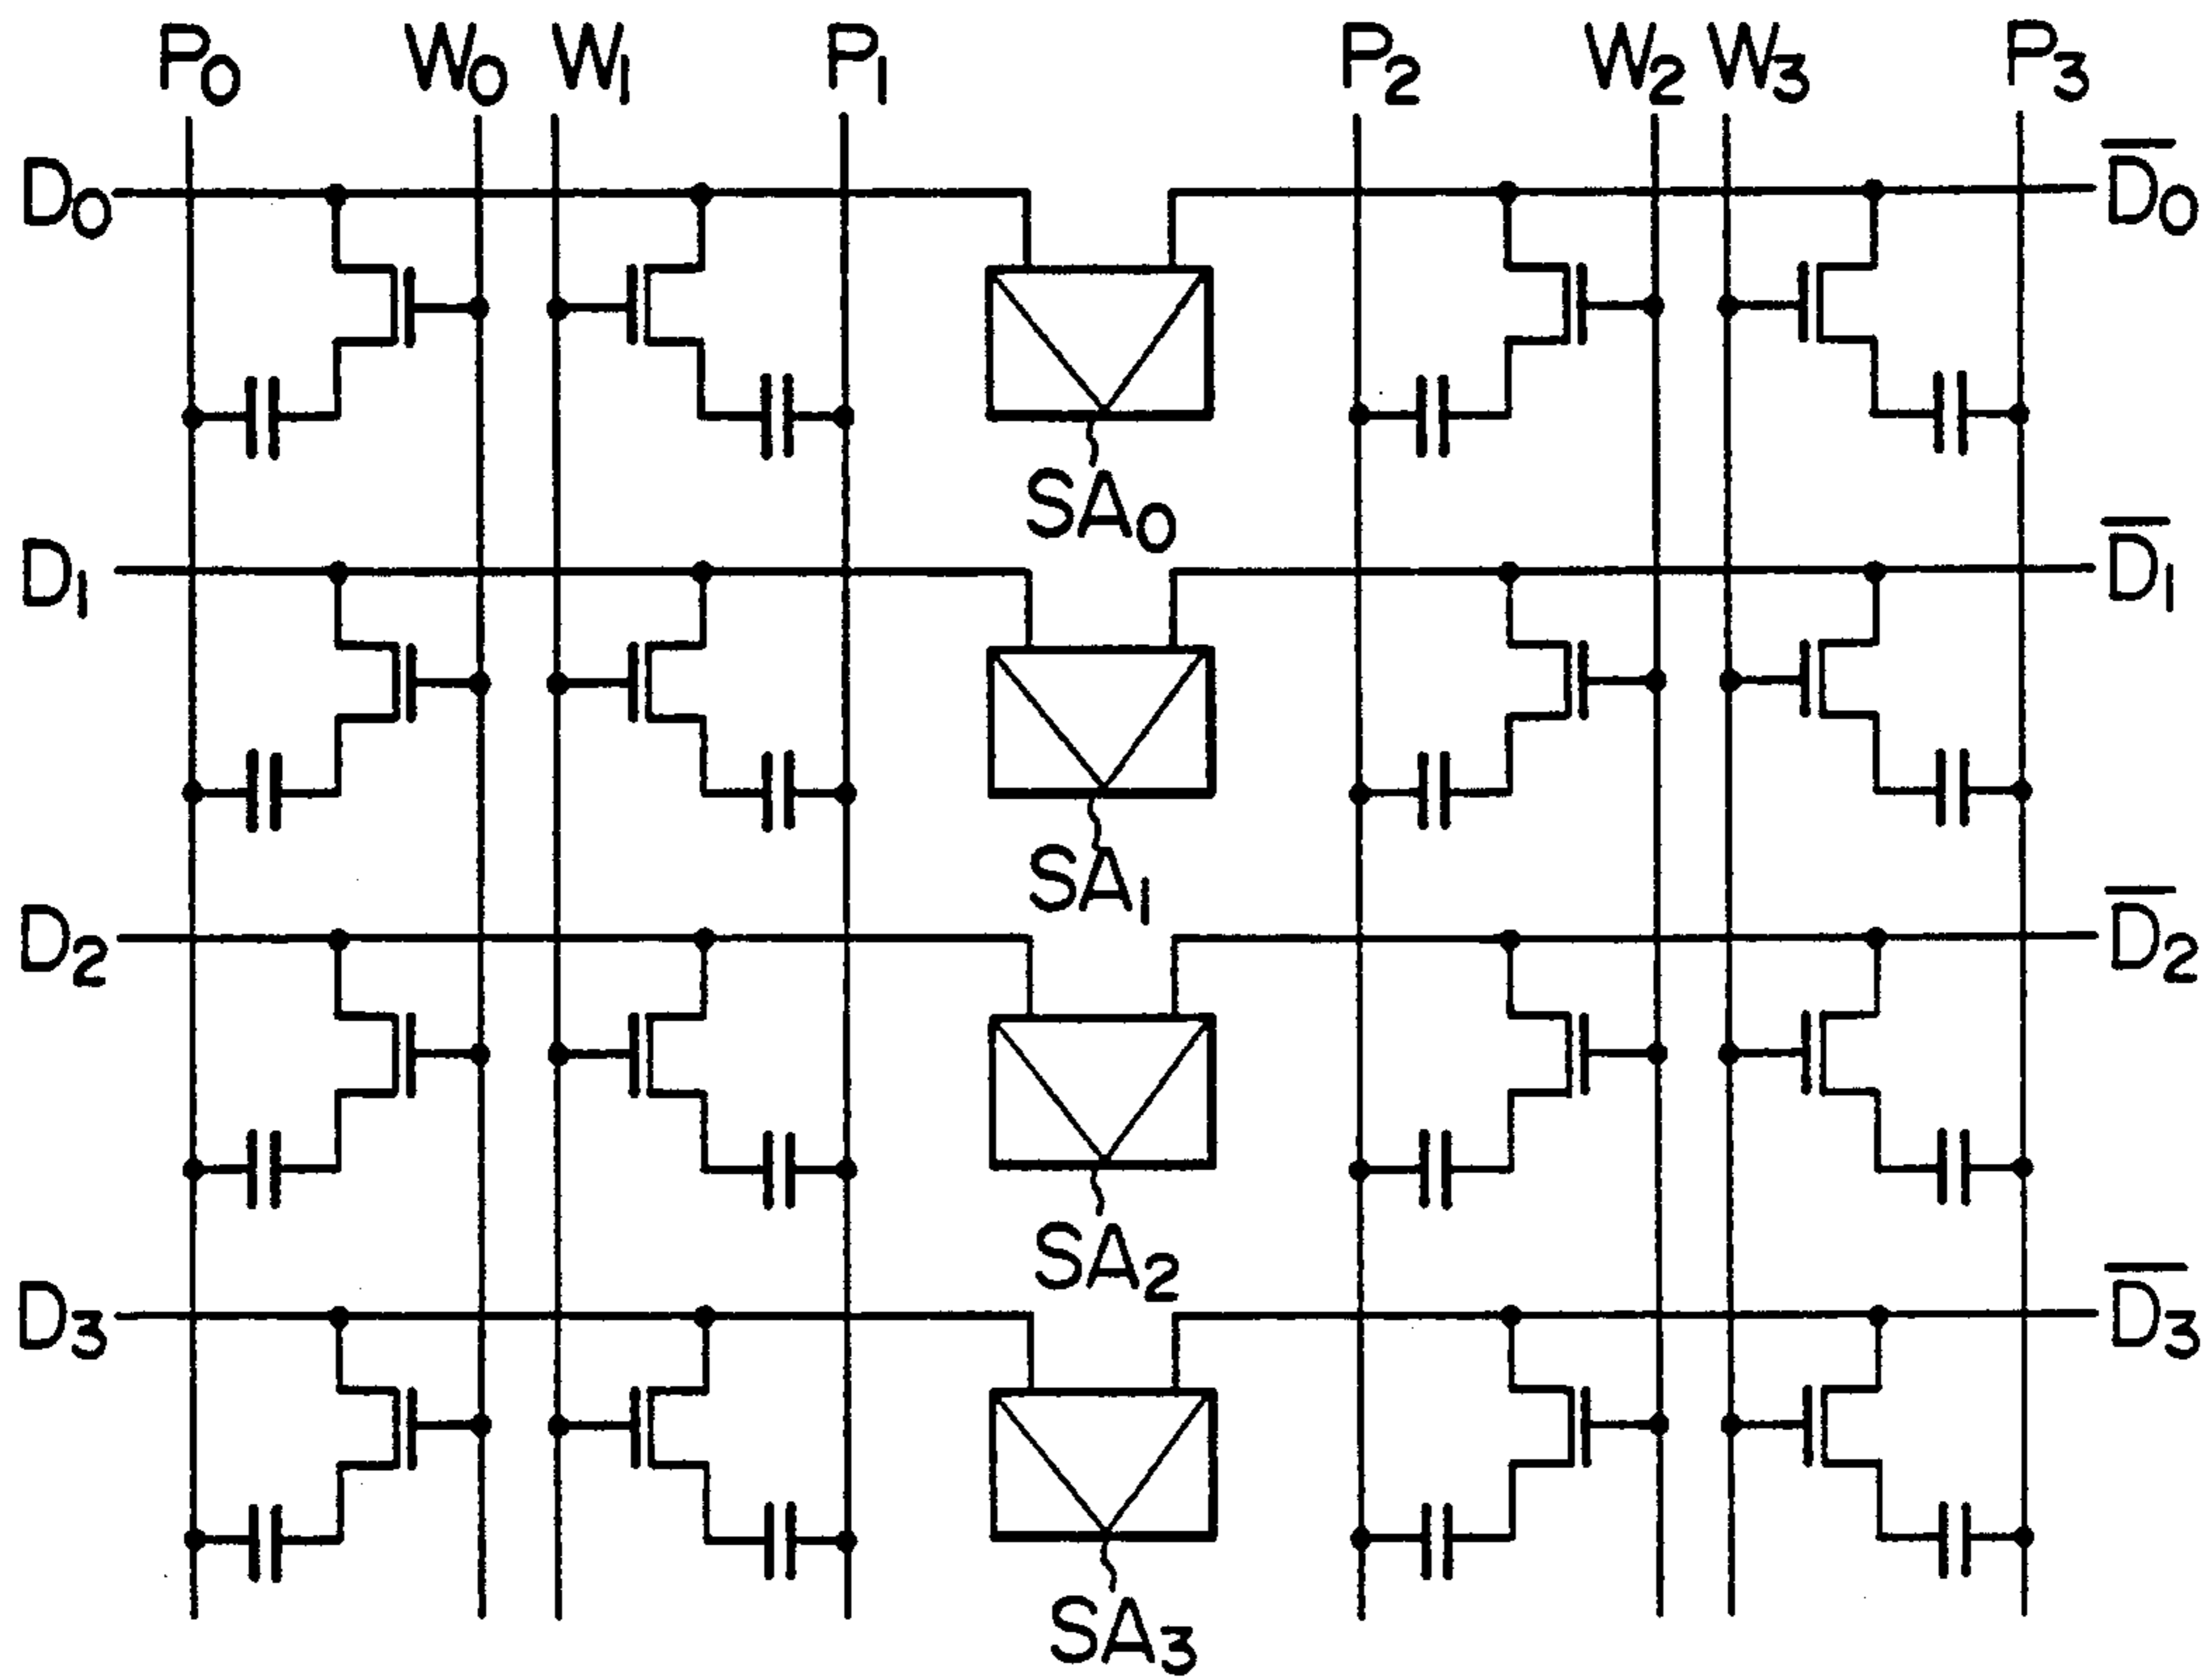 P₀ W₀ W₁ P₁ P₂ W₂ W₃ P₃
D₀ D̅₀
SA₀
D₁ D̅₁
SA₁
D₂ D̅₂
SA₂
D₃ D̅₃
SA₃